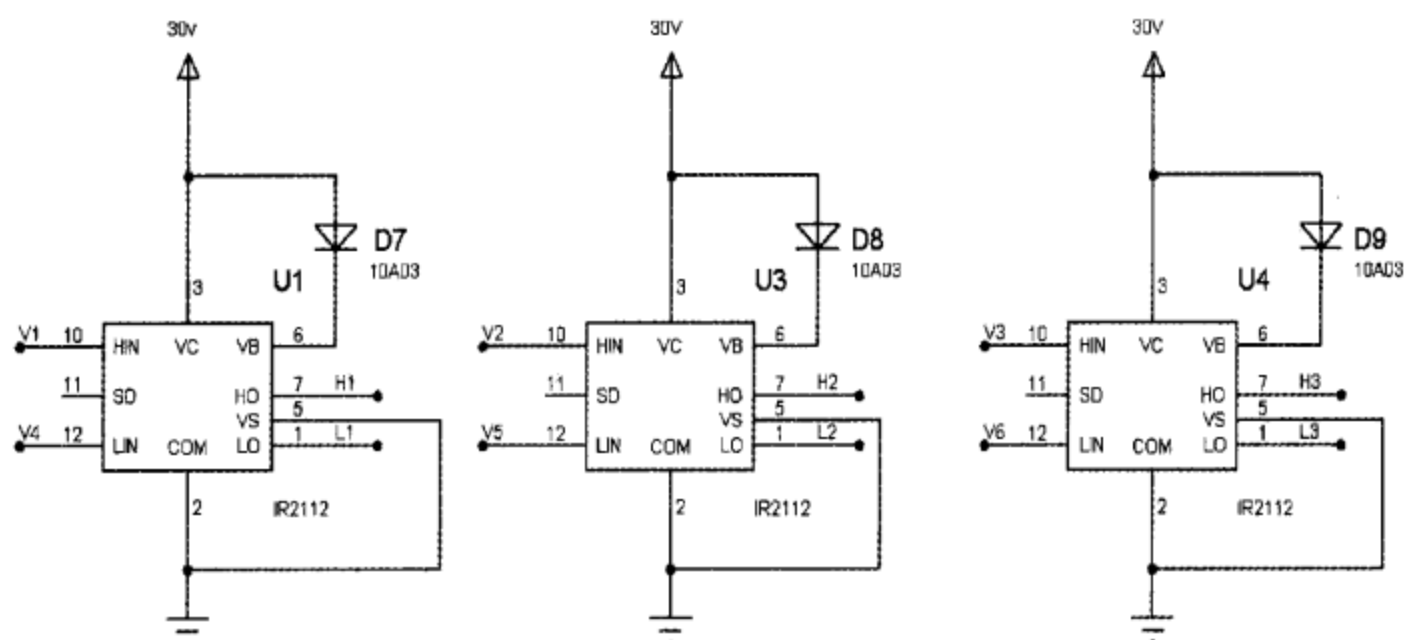 30v
30V
30V
D7
10A03
U1
3
V1 10 HIN VC VB 6
11 SD HO 7 H1
VS 5
V4 12 LIN COM LO 1 L1
2
IR2112
D8
10A03
U3
3
V2 10 HIN VC VB 6
11 SD HO 7 H2
VS 5
V5 12 LIN COM LO 1 L2
2
IR2112
D9
10A03
U4
3
V3 10 HIN VC VB 6
11 SD HO 7 H3
VS 5
V6 12 LIN COM LO 1 L3
2
IR2112